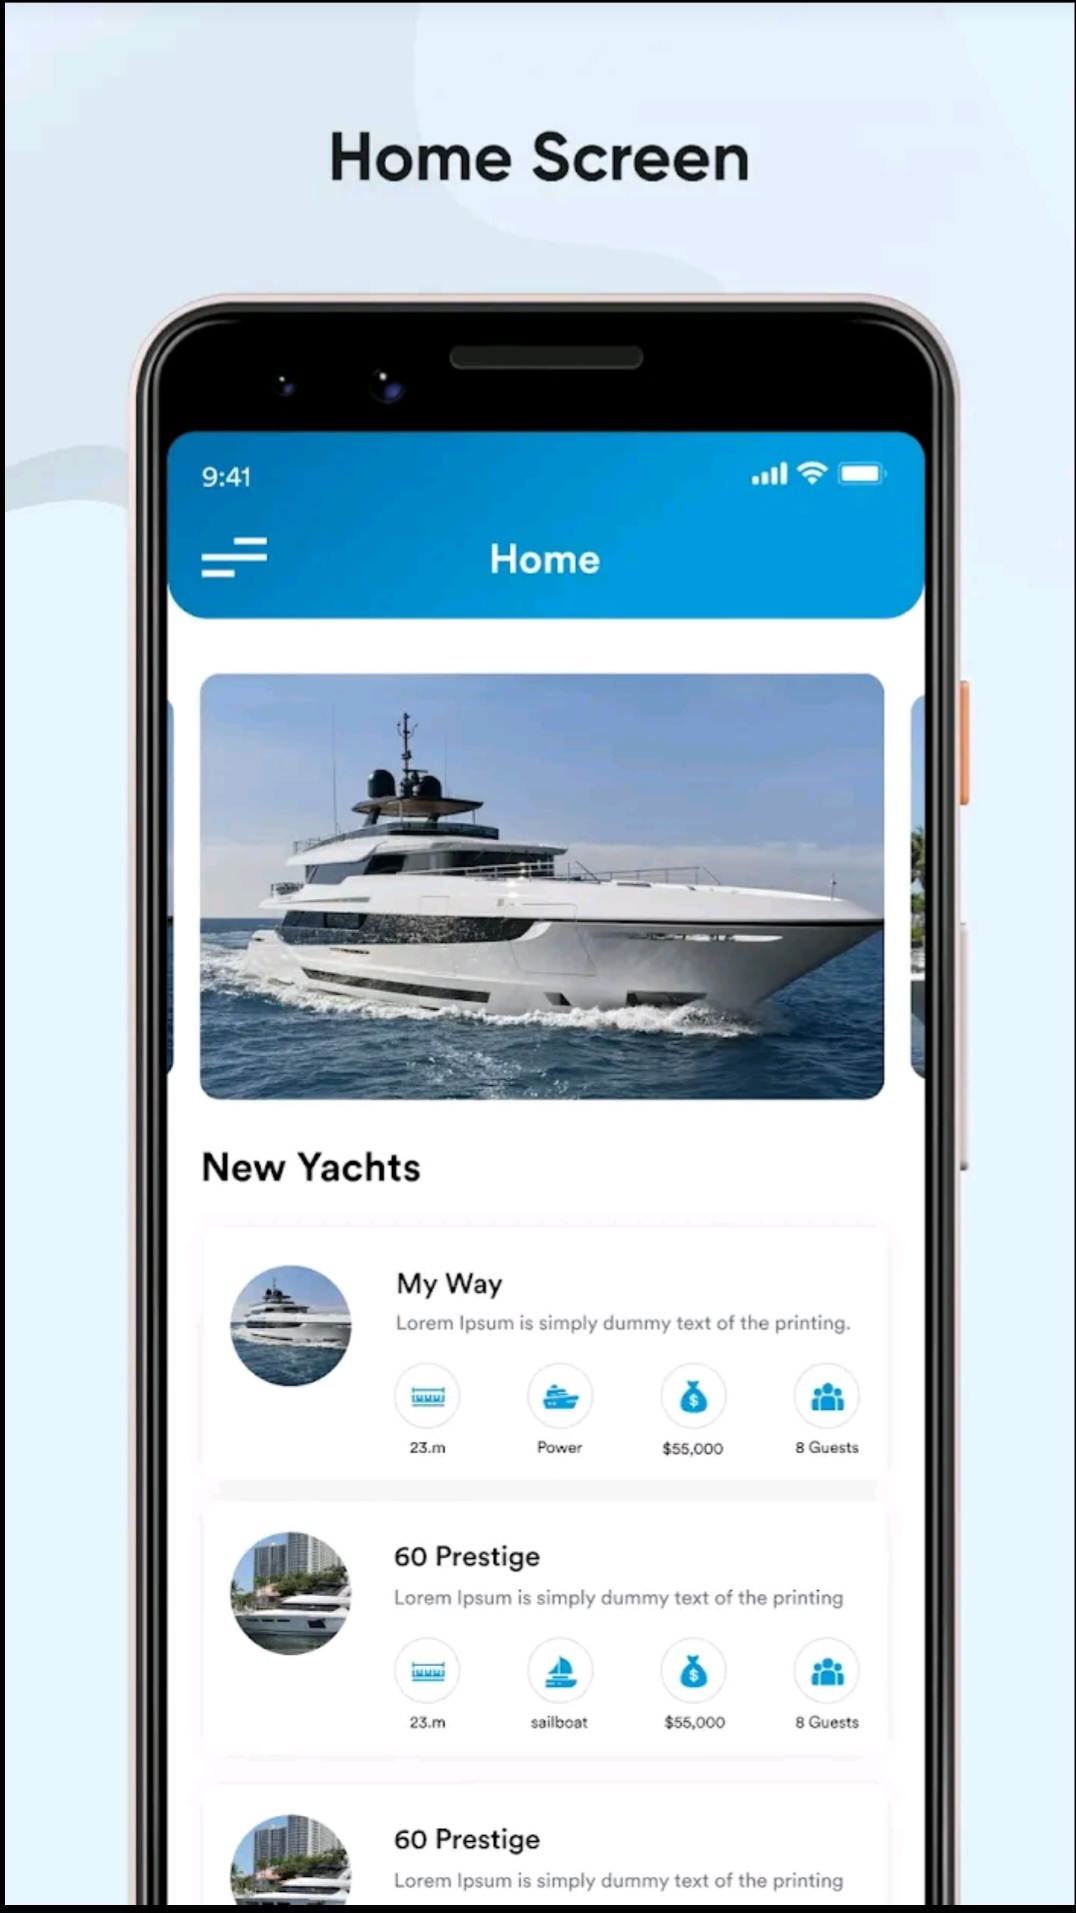 Home Screen
9:41
Home
New Yachts
My Way
Lorem Ipsum is simply dummy text of the printing.
23.m
Power
$55,000
8 Guests
60 Prestige
Lorem Ipsum is simply dummy text of the printing
23.m
sailboat
$55,000
8 Guests
60 Prestige
Lorem Ipsum is simply dummy text of the printing